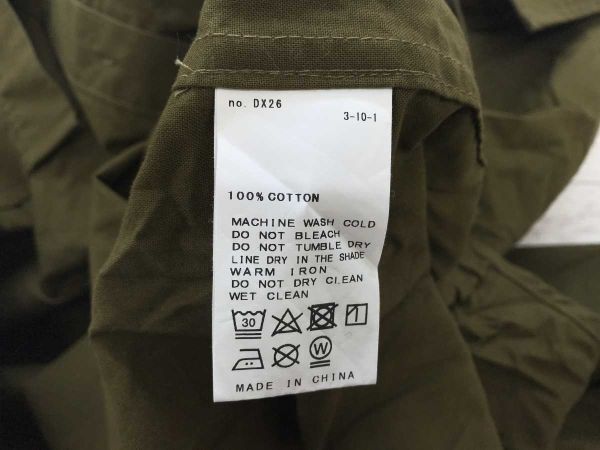 no. DX26
3-10-1
100% COTTON
MACHINE WASH COLD
DO NOT BLEACH
DO NOT TUMBLE DRY
LINE DRY IN THE SHADE
WARM IRON
DO NOT DRY CLEAN
WET CLEAN
30
W
MADE IN CHINA